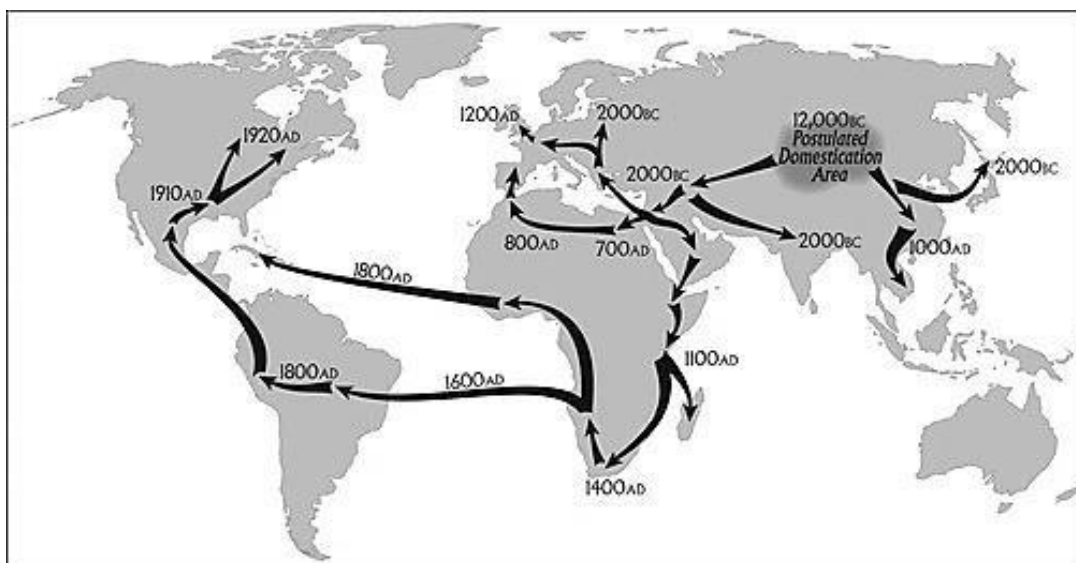 1200AD
2000BC
12,000BC
Postulated
Domestication
Area
1920AD
2000BC
2000BC
1910AD
800AD
700AD
2000BC
1000AD
1800AD
1100AD
1800AD
1600AD
1400AD